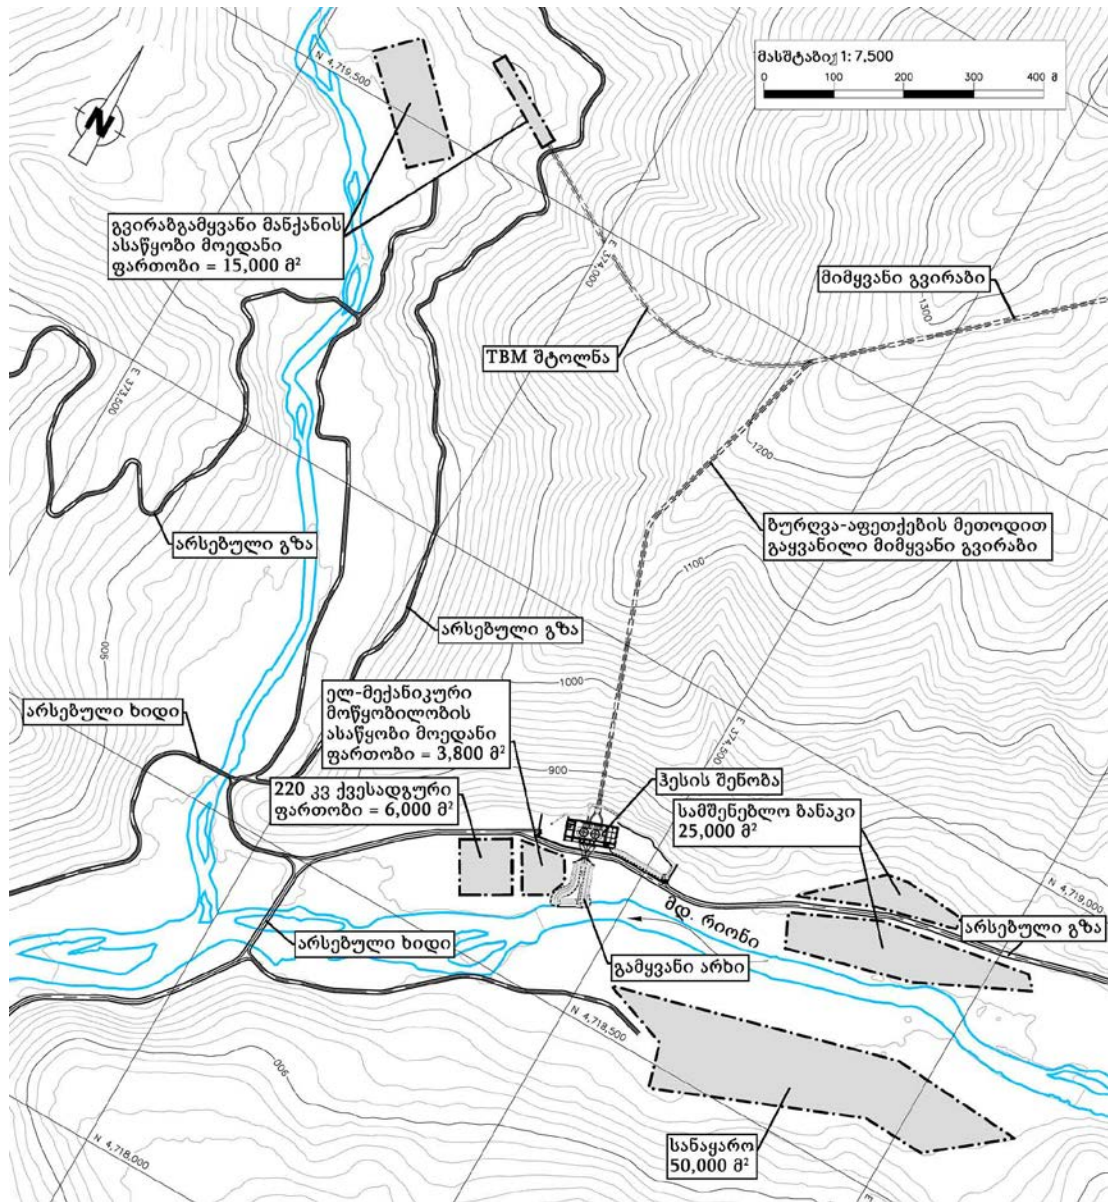 მასშტაბი 1: 7,500
0 100 200 300 400 მ
N
N 4,719,500
გვირაბგამყვანი მანქანის
ასაწყობი მოედანი
ფართობი = 15,000 მ²
E 374,000
მიმყვანი გვირაბი
1300
TBM შტოლნა
E 373,500
1200
ბურღვა-აფეთქების მეთოდით
გაყვანილი მიმყვანი გვირაბი
არსებული გზა
1100
არსებული გზა
900
1000
ელ-მექანიკური
მოწყობილობის
ასაწყობი მოედანი
ფართობი = 3,800 მ²
არსებული ხიდი
E 374,500
900
220 კვ ქვესადგური
ფართობი = 6,000 მ²
ჰესის შენობა
სამშენებლო ბანაკი
25,000 მ²
N 4,719,000
მდ. რიონი
არსებული გზა
არსებული ხიდი
გამყვანი არხი
N 4,718,500
900
N 4,718,000
სანაყარო
50,000 მ²